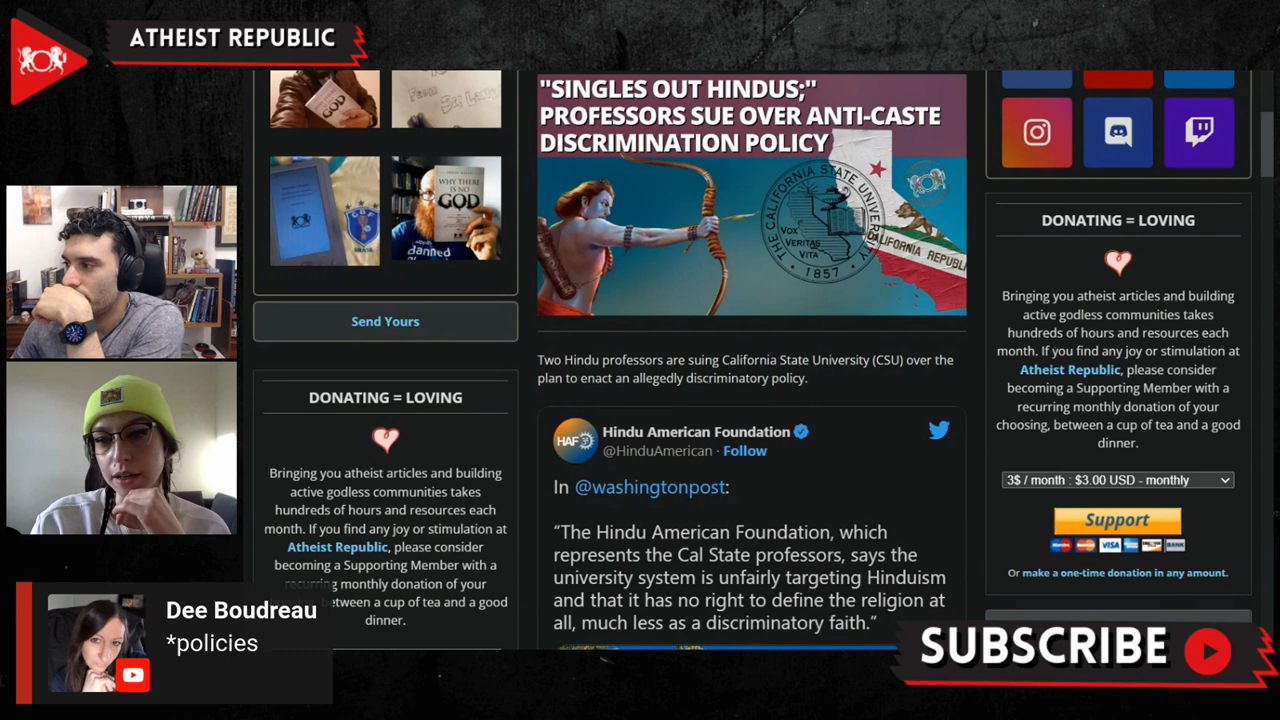 ATHEIST REPUBLIC
GOD
WHY THERE
IS NO
GOD
CBF
BRASIL
Send Yours
DONATING = LOVING
Bringing you atheist articles and building
active godless communities takes
hundreds of hours and resources each
month. If you find any joy or stimulation at
Atheist Republic, please consider
becoming a Supporting Member with a
recurring monthly donation of your
between a cup of tea and a good
dinner.
Dee Boudreau
*policies
"SINGLES OUT HINDUS;"
PROFESSORS SUE OVER ANTI-CASTE
DISCRIMINATION POLICY
THE CALIFORNIA STATE UNIVERSITY
VOX
VERITAS
VITA
1857
CALIFORNIA REPUBL
Two Hindu professors are suing California State University (CSU) over the
plan to enact an allegedly discriminatory policy.
HAF
Hindu American Foundation
@HinduAmerican · Follow
In @washingtonpost:
“The Hindu American Foundation, which
represents the Cal State professors, says the
university system is unfairly targeting Hinduism
and that it has no right to define the religion at
all, much less as a discriminatory faith.”
DONATING = LOVING
Bringing you atheist articles and building
active godless communities takes
hundreds of hours and resources each
month. If you find any joy or stimulation at
Atheist Republic, please consider
becoming a Supporting Member with a
recurring monthly donation of your
choosing, between a cup of tea and a good
dinner.
3$ / month : $3.00 USD - monthly
Support
VISA
BANK
Or make a one-time donation in any amount.
SUBSCRIBE